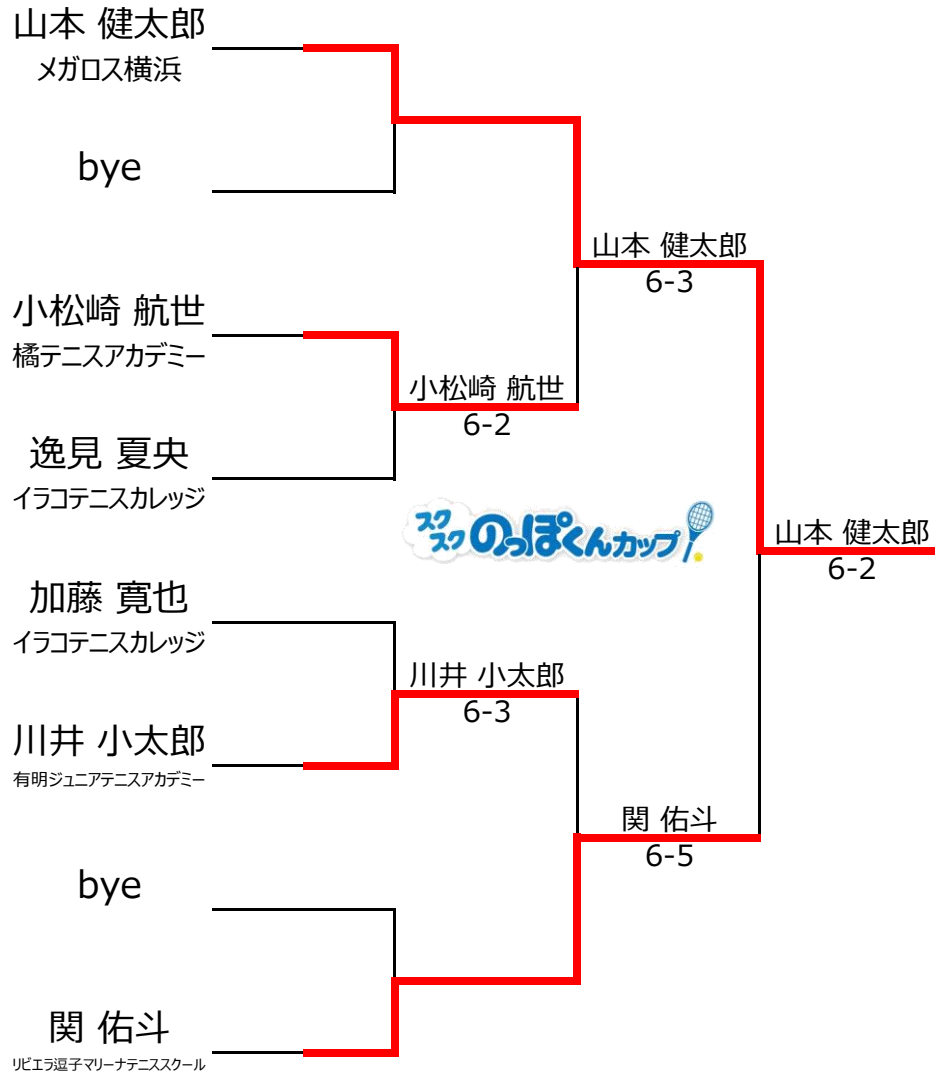 山本 健太郎
メガロス横浜
bye
山本 健太郎
6-3
小松崎 航世
橘テニスアカデミー
小松崎 航世
6-2
逸見 夏央
イラコテニスカレッジ
スク
スク
のっぽくんカップ
山本 健太郎
6-2
加藤 寛也
イラコテニスカレッジ
川井 小太郎
6-3
川井 小太郎
有明ジュニアテニスアカデミー
関 佑斗
6-5
bye
関 佑斗
リビエラ逗子マリーナテニススクール